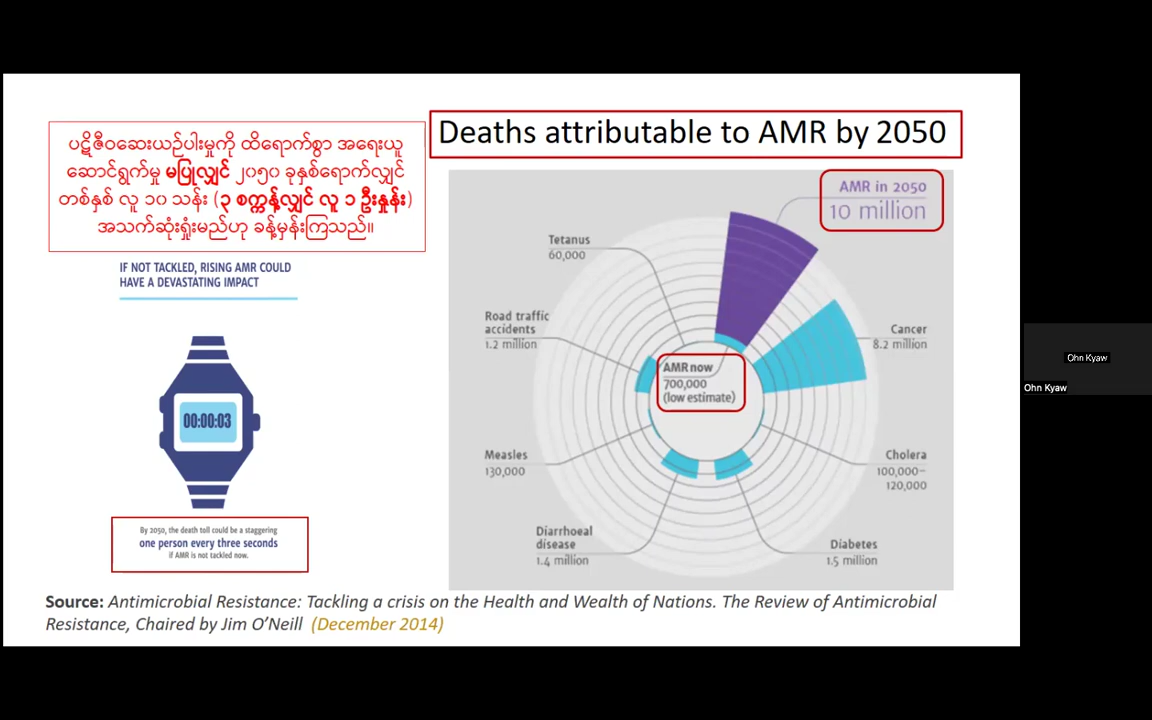 ပဋိဇီဝဆေးယဉ်ပါးမှုကို ထိရောက်စွာ အရေးယူ
ဆောင်ရွက်မှု မပြုလျှင် ၂၀၅၀ ခုနှစ်ရောက်လျှင်
တစ်နှစ် လူ ၁၀ သန်း (၃ စက္ကန့်လျှင် လူ ၁ ဦးနှုန်း)
အသက်ဆုံးရှုံးမည်ဟု ခန့်မှန်းကြသည်။
IF NOT TACKLED, RISING AMR COULD
HAVE A DEVASTATING IMPACT
00:00:03
By 2050, the death toll could be a staggering
one person every three seconds
if AMR is not tackled now.
Deaths attributable to AMR by 2050
AMR in 2050
10 million
Tetanus
60,000
Road traffic
accidents
1.2 million
Cancer
8.2 million
AMR now
700,000
(low estimate)
Measles
130,000
Cholera
100,000–
120,000
Diarrhoeal
disease
1.4 million
Diabetes
1.5 million
Source: Antimicrobial Resistance: Tackling a crisis on the Health and Wealth of Nations. The Review of Antimicrobial
Resistance, Chaired by Jim O’Neill (December 2014)
Ohn Kyaw
Ohn Kyaw